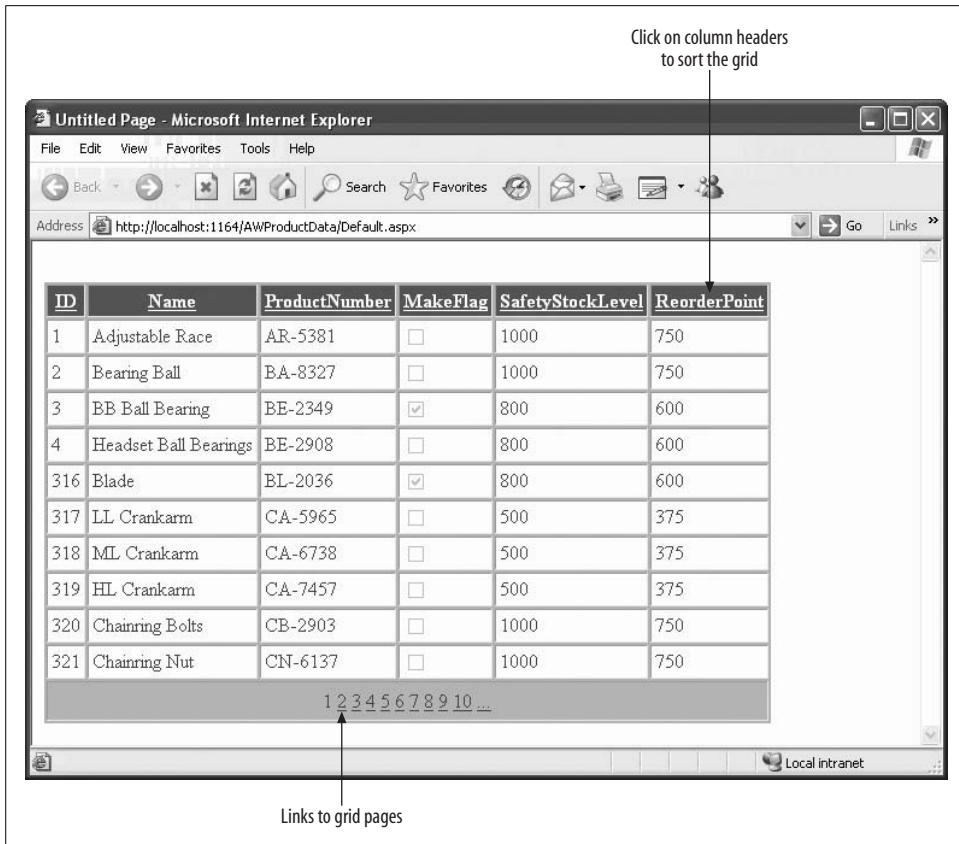 Click on column headers
to sort the grid
Untitled Page - Microsoft Internet Explorer
File Edit View Favorites Tools Help
Back Search Favorites
Address http://localhost:1164/AWProductData/Default.aspx Go Links »
ID Name ProductNumber MakeFlag SafetyStockLevel ReorderPoint
1 Adjustable Race AR-5381 1000 750
2 Bearing Ball BA-8327 1000 750
3 BB Ball Bearing BE-2349 800 600
4 Headset Ball Bearings BE-2908 800 600
316 Blade BL-2036 800 600
317 LL Crankarm CA-5965 500 375
318 ML Crankarm CA-6738 500 375
319 HL Crankarm CA-7457 500 375
320 Chainring Bolts CB-2903 1000 750
321 Chainring Nut CN-6137 1000 750
1 2 3 4 5 6 7 8 9 10 ...
Local intranet
Links to grid pages